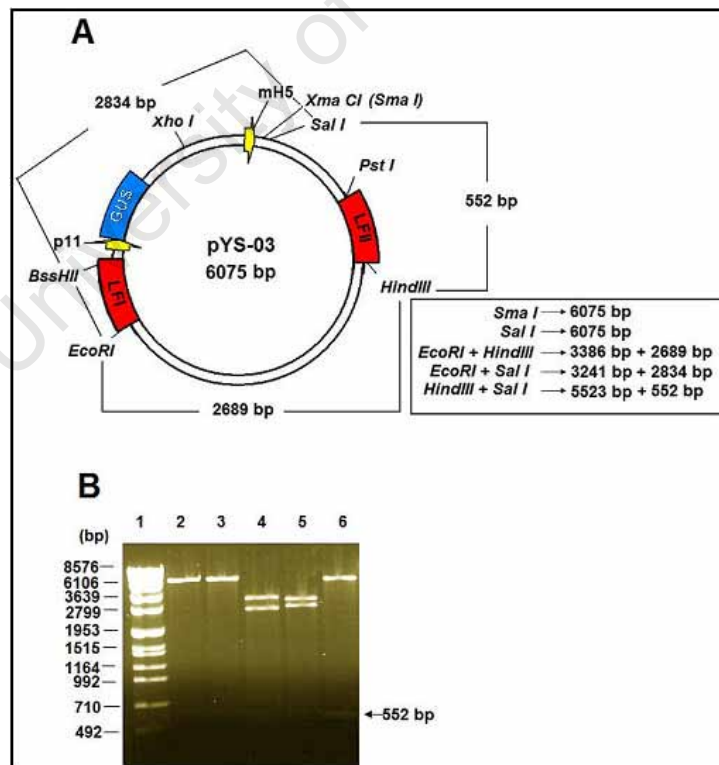 University of
A
2834 bp
mH5
Xma CI (Sma I)
Xho I
Sal I
Pst I
GUS
552 bp
LFII
p11
pYS-03
6075 bp
BssHII
LFI
HindIII
EcoRI
2689 bp
Sma I → 6075 bp
Sal I → 6075 bp
EcoRI + HindIII → 3386 bp + 2689 bp
EcoRI + Sal I → 3241 bp + 2834 bp
HindIII + Sal I → 5523 bp + 552 bp
B
(bp) 1 2 3 4 5 6
8576
6106
3639
2799
1953
1515
1164
992
710
492
←552 bp